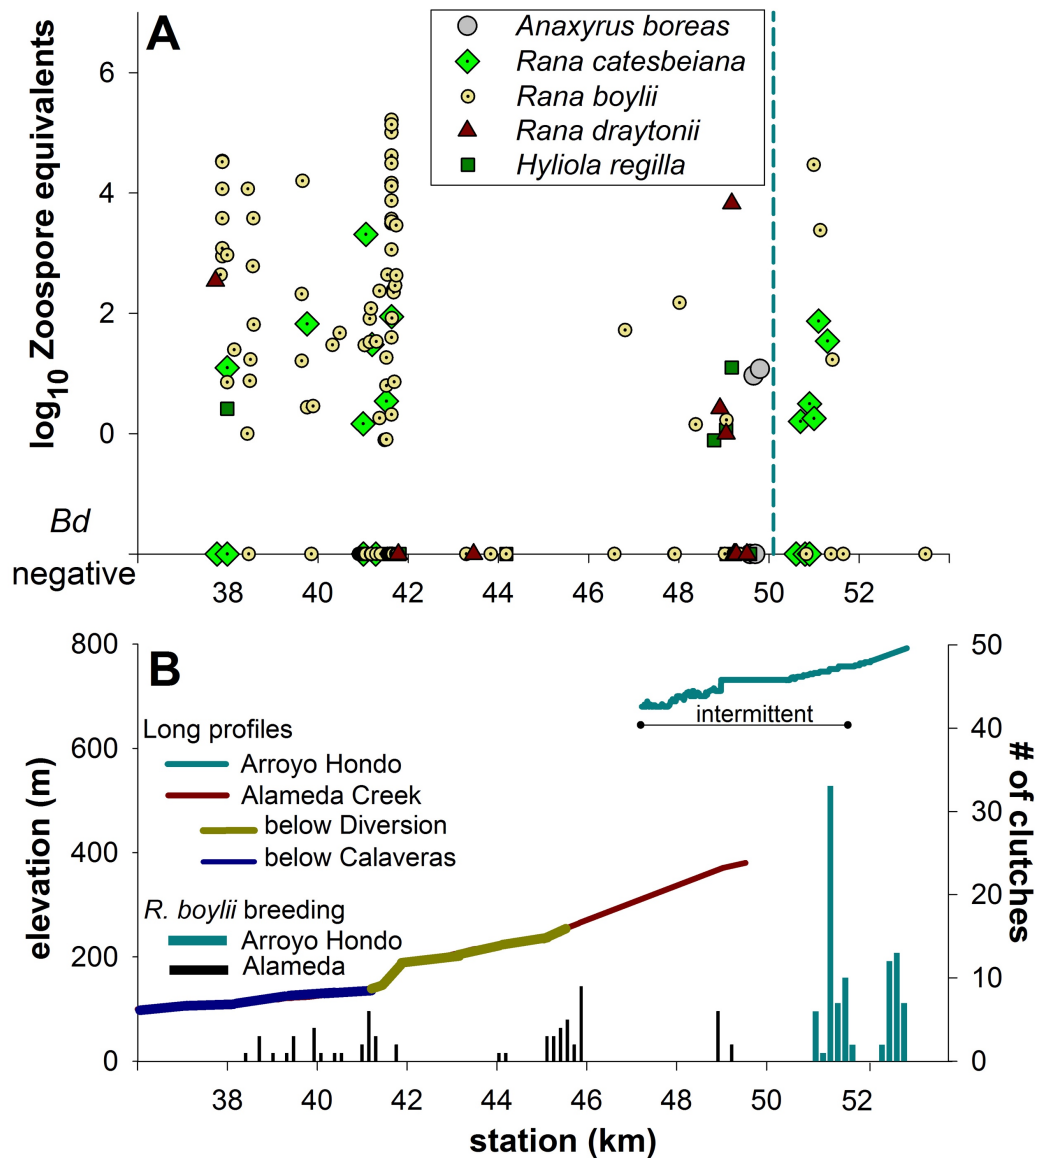 A
log10 Zoospore equivalents
6
4
2
0
Bd
negative
Anaxyrus boreas
Rana catesbeiana
Rana boylii
Rana draytonii
Hyliola regilla
38 40 42 44 46 48 50 52
B
elevation (m)
800
600
400
200
0
Long profiles
Arroyo Hondo
Alameda Creek
below Diversion
below Calaveras
R. boylii breeding
Arroyo Hondo
Alameda
intermittent
50
40
30
20
10
0
# of clutches
38 40 42 44 46 48 50 52
station (km)